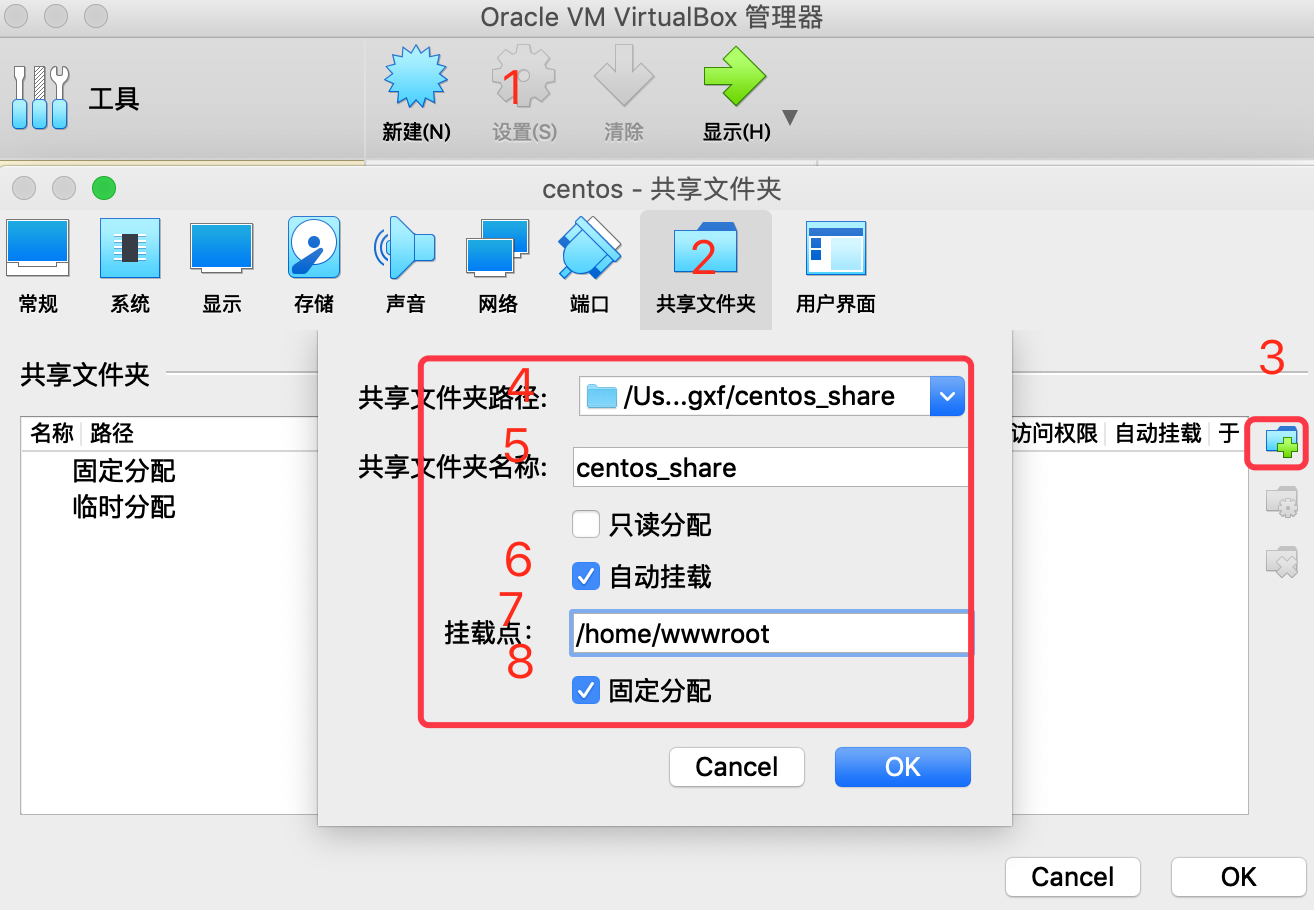 Oracle VM VirtualBox 管理器
工具
新建(N) 设置(S) 清除 显示(H)
1
centos - 共享文件夹
常规 系统 显示 存储 声音 网络 端口 共享文件夹 用户界面
2
共享文件夹
3
名称 路径 访问权限 自动挂载 于
固定分配
临时分配
4
共享文件夹路径: /Us...gxf/centos_share
5
共享文件夹名称: centos_share
只读分配
6
自动挂载
7
挂载点: /home/wwwroot
8
固定分配
Cancel OK
Cancel OK